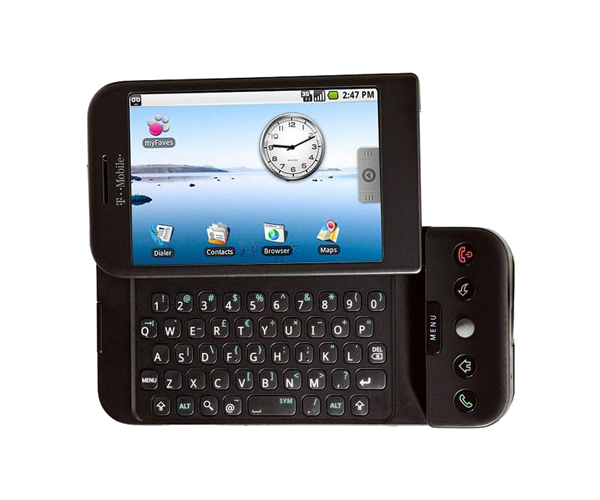 3G 2:47 PM
myFaves
T··Mobile·
Dialer Contacts Browser Maps
1 ! 2 @ 3 # 4 $ 5 % 6 ^ 7 & 8 * 9 ( 0 )
Q W E R T Y U I O P
A S D F G H J K L DEL
MENU Z X C V B N M , ?
ALT @ SYM . / ALT
MENU